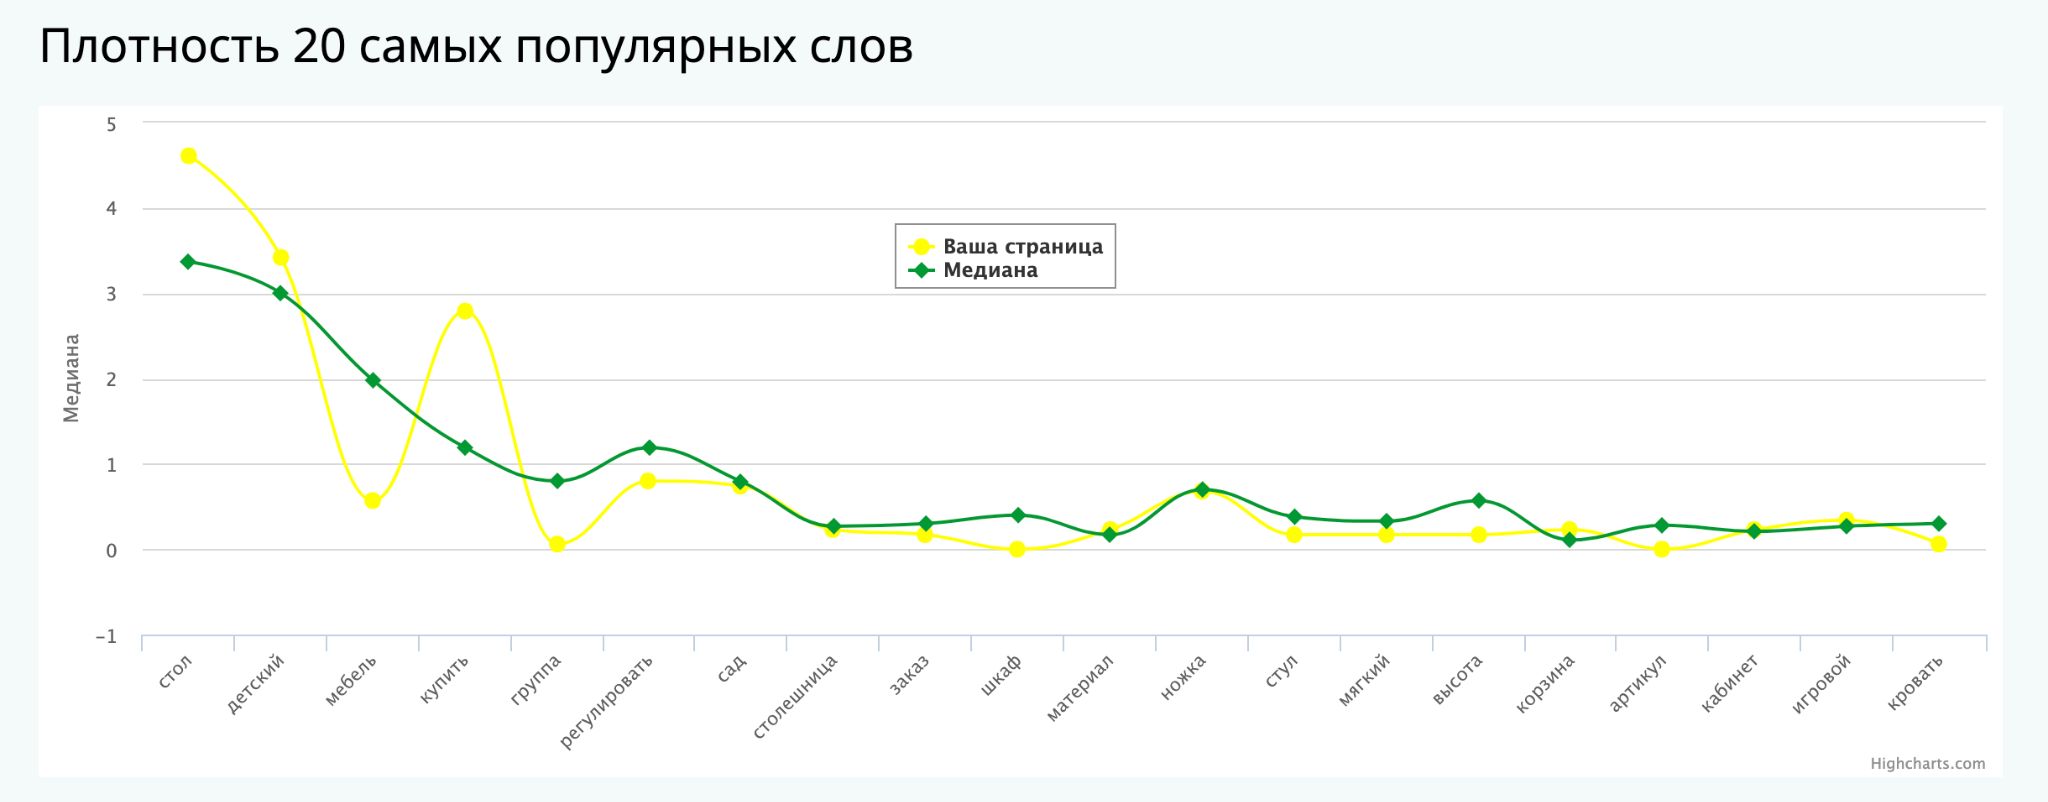 Плотность 20 самых популярных слов
5
4
3
2
1
0
−1
Медиана
Ваша страница
Медиана
стол
детский
мебель
купить
группа
регулировать
сад
столешница
заказ
шкаф
материал
ножка
стул
мягкий
высота
корзина
артикул
кабинет
игровой
кровать
Highcharts.com